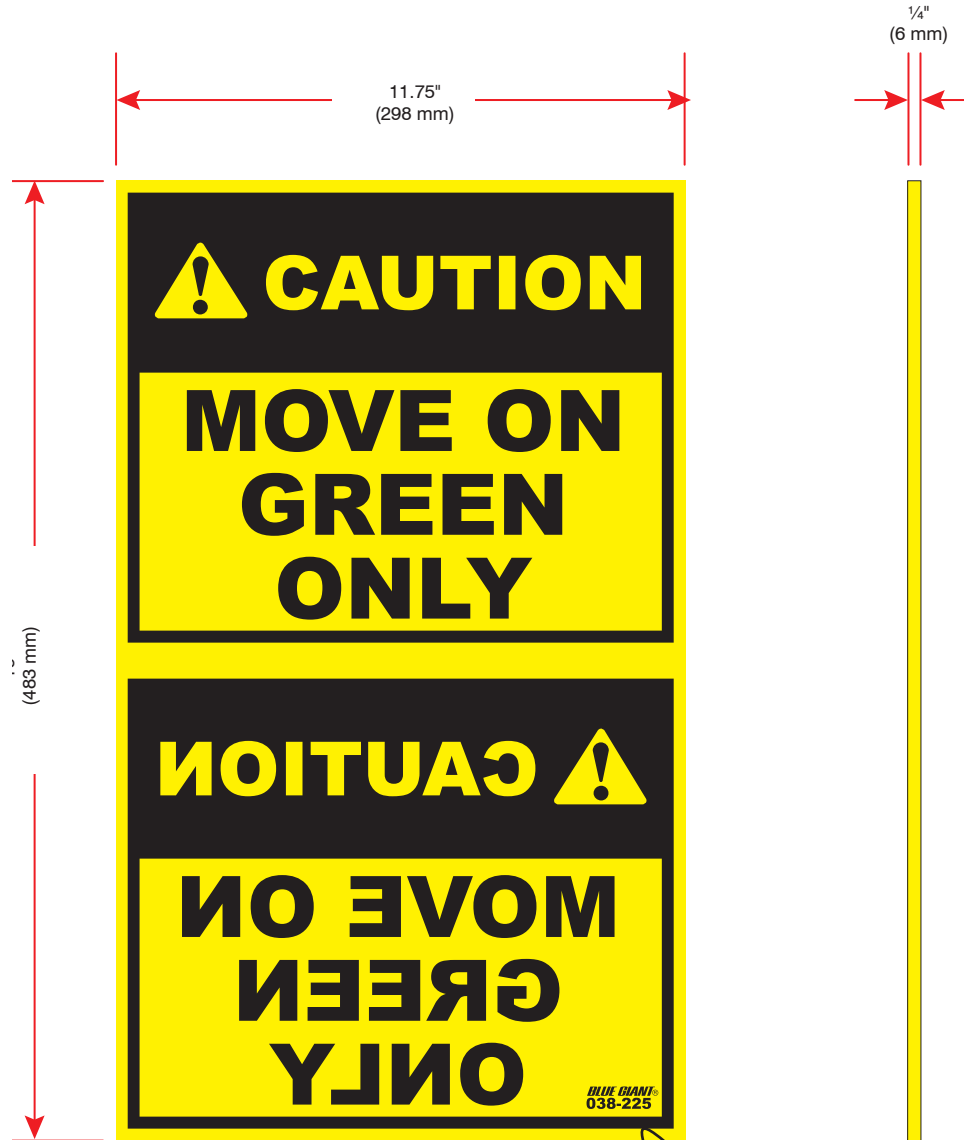 ¼"
(6 mm)
11.75"
(298 mm)
CAUTION
MOVE ON
GREEN
ONLY
(483 mm)
CAUTION
MOVE ON
GREEN
ONLY
BLUE GIANT®
038-225